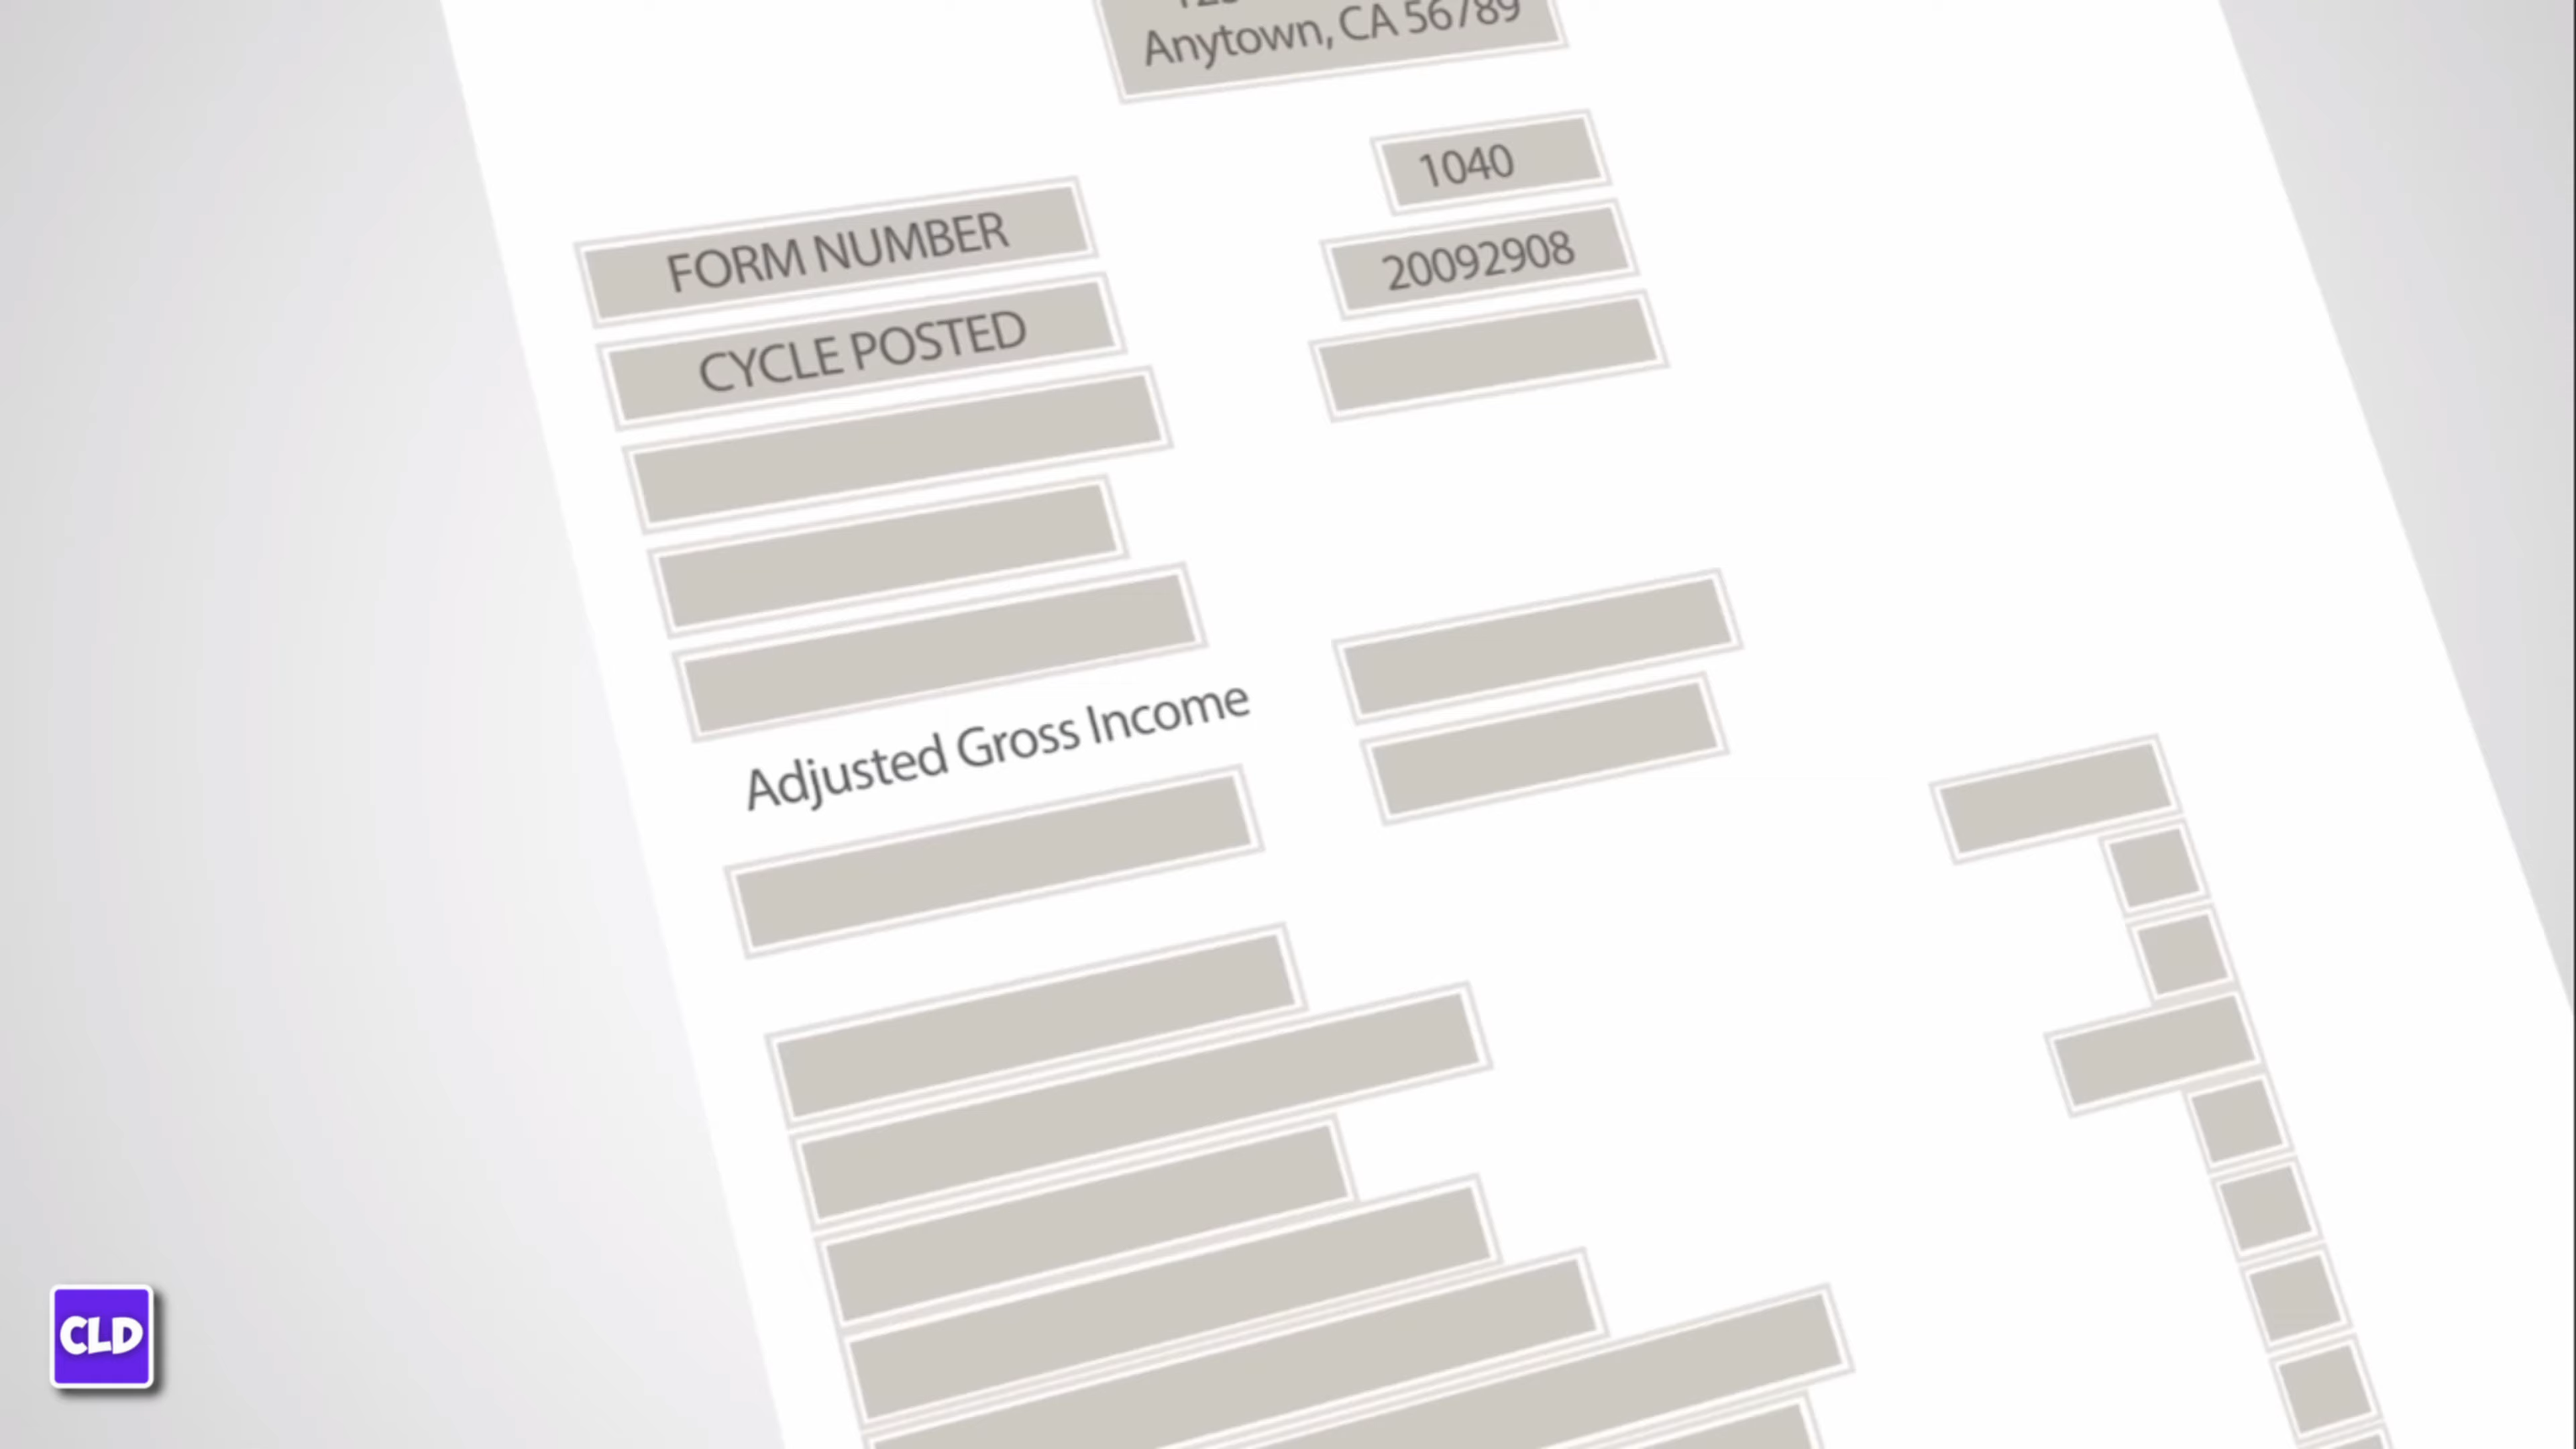 Anytown, CA 56789
FORM NUMBER 1040
CYCLE POSTED 20092908
Adjusted Gross Income
CLD